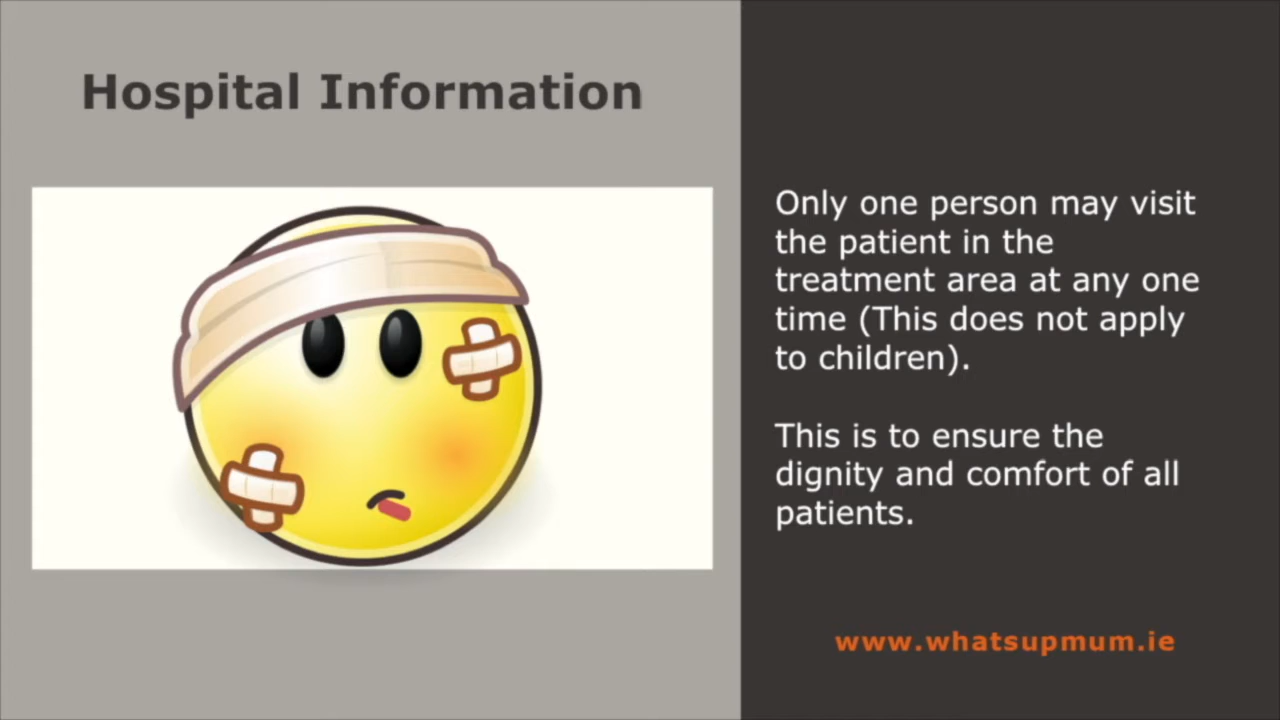 Hospital Information
Only one person may visit
the patient in the
treatment area at any one
time (This does not apply
to children).
This is to ensure the
dignity and comfort of all
patients.
www.whatsupmum.ie